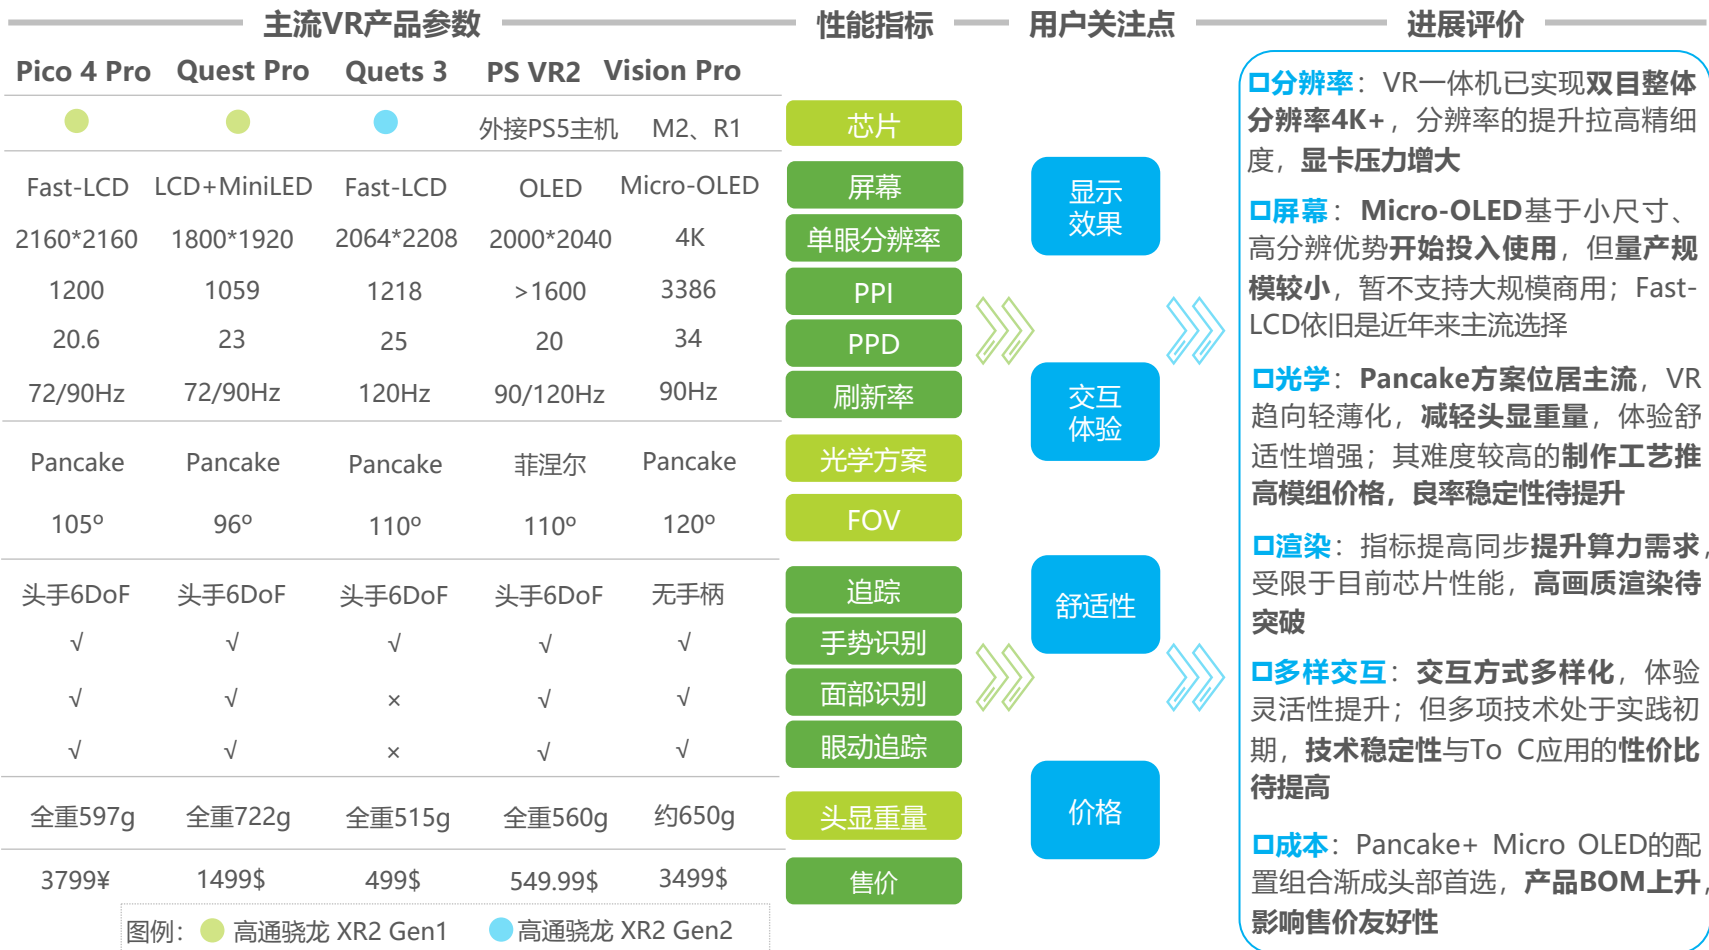 主流VR产品参数 性能指标 用户关注点 进展评价
Pico 4 Pro Quest Pro Quets 3 PS VR2 Vision Pro
外接PS5主机 M2、R1 芯片
Fast-LCD LCD+MiniLED Fast-LCD OLED Micro-OLED 屏幕
2160*2160 1800*1920 2064*2208 2000*2040 4K 单眼分辨率
1200 1059 1218 >1600 3386 PPI
20.6 23 25 20 34 PPD
72/90Hz 72/90Hz 120Hz 90/120Hz 90Hz 刷新率
Pancake Pancake Pancake 菲涅尔 Pancake 光学方案
105º 96º 110º 110º 120º FOV
头手6DoF 头手6DoF 头手6DoF 头手6DoF 无手柄 追踪
√ √ √ √ √ 手势识别
√ √ × √ √ 面部识别
√ √ × √ √ 眼动追踪
全重597g 全重722g 全重515g 全重560g 约650g 头显重量
3799¥ 1499$ 499$ 549.99$ 3499$ 售价
图例： 高通骁龙 XR2 Gen1 高通骁龙 XR2 Gen2
显示
效果
交互
体验
舒适性
价格
分辨率：VR一体机已实现双目整体
分辨率4K+，分辨率的提升拉高精细
度，显卡压力增大
屏幕：Micro-OLED基于小尺寸、
高分辨优势开始投入使用，但量产规
模较小，暂不支持大规模商用；Fast-
LCD依旧是近年来主流选择
光学：Pancake方案位居主流，VR
趋向轻薄化，减轻头显重量，体验舒
适性增强；其难度较高的制作工艺推
高模组价格，良率稳定性待提升
渲染：指标提高同步提升算力需求，
受限于目前芯片性能，高画质渲染待
突破
多样交互：交互方式多样化，体验
灵活性提升；但多项技术处于实践初
期，技术稳定性与To C应用的性价比
待提高
成本：Pancake+ Micro OLED的配
置组合渐成头部首选，产品BOM上升，
影响售价友好性